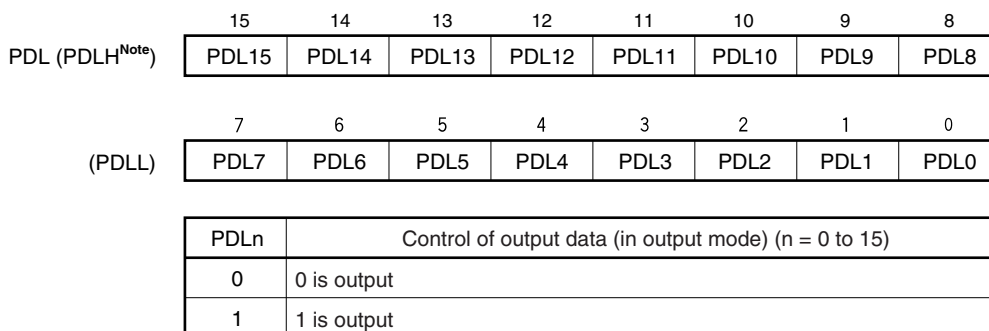 15 14 13 12 11 10 9 8
PDL (PDLH^Note) PDL15 PDL14 PDL13 PDL12 PDL11 PDL10 PDL9 PDL8
7 6 5 4 3 2 1 0
(PDLL) PDL7 PDL6 PDL5 PDL4 PDL3 PDL2 PDL1 PDL0
PDLn Control of output data (in output mode) (n = 0 to 15)
0 0 is output
1 1 is output